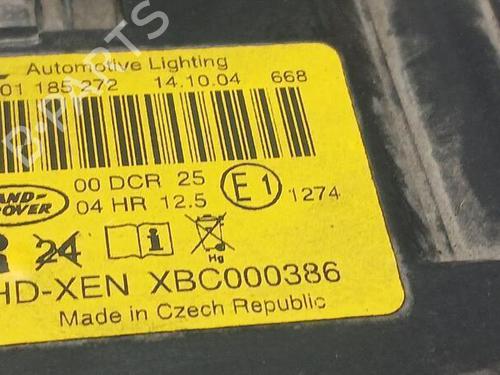 B-PARTS
Automotive Lighting
01 185 272 14.10.04 668
00 DCR 25 E1
04 HR 12.5 1274
ROVER
R 24 i Hg
HD-XEN XBC000386
Made in Czech Republic